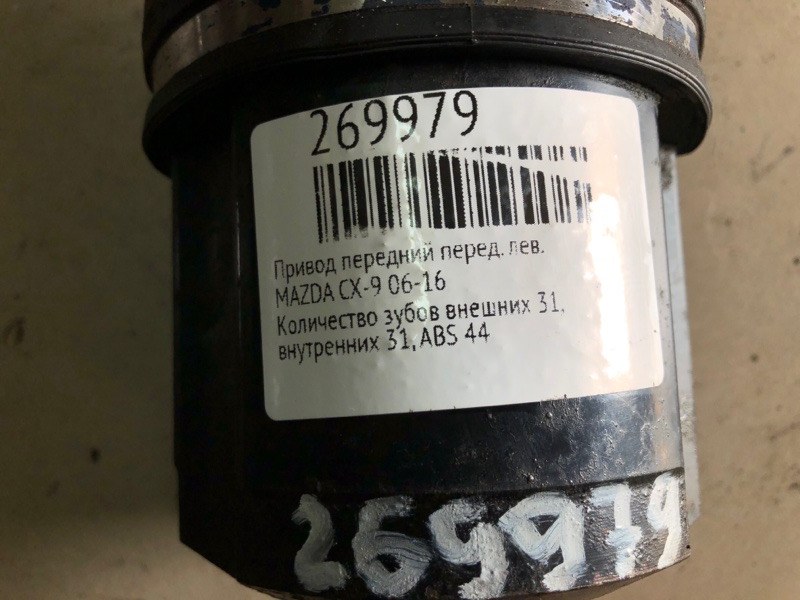 269979
Привод передний перед. лев.
MAZDA CX-9 06-16
Количество зубов внешних 31,
внутренних 31, ABS 44
269979